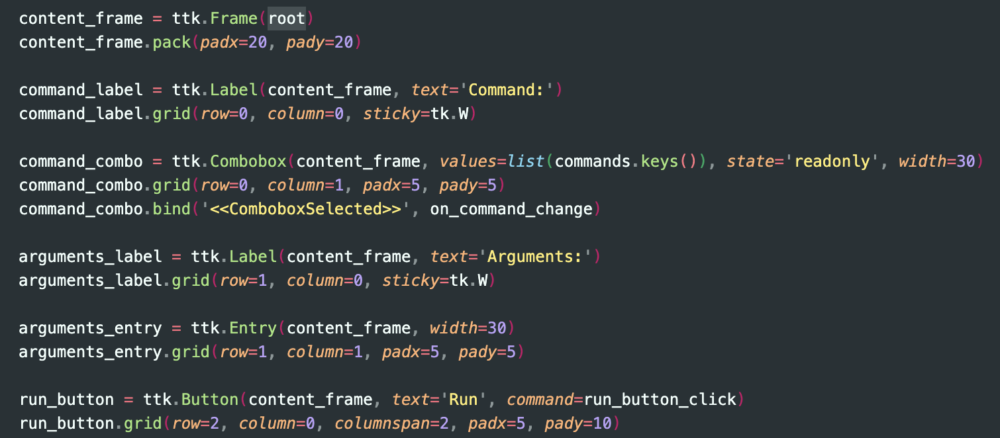 content_frame = ttk.Frame(root)
content_frame.pack(padx=20, pady=20)
command_label = ttk.Label(content_frame, text='Command:')
command_label.grid(row=0, column=0, sticky=tk.W)
command_combo = ttk.Combobox(content_frame, values=list(commands.keys()), state='readonly', width=30)
command_combo.grid(row=0, column=1, padx=5, pady=5)
command_combo.bind('<<ComboboxSelected>>', on_command_change)
arguments_label = ttk.Label(content_frame, text='Arguments:')
arguments_label.grid(row=1, column=0, sticky=tk.W)
arguments_entry = ttk.Entry(content_frame, width=30)
arguments_entry.grid(row=1, column=1, padx=5, pady=5)
run_button = ttk.Button(content_frame, text='Run', command=run_button_click)
run_button.grid(row=2, column=0, columnspan=2, padx=5, pady=10)